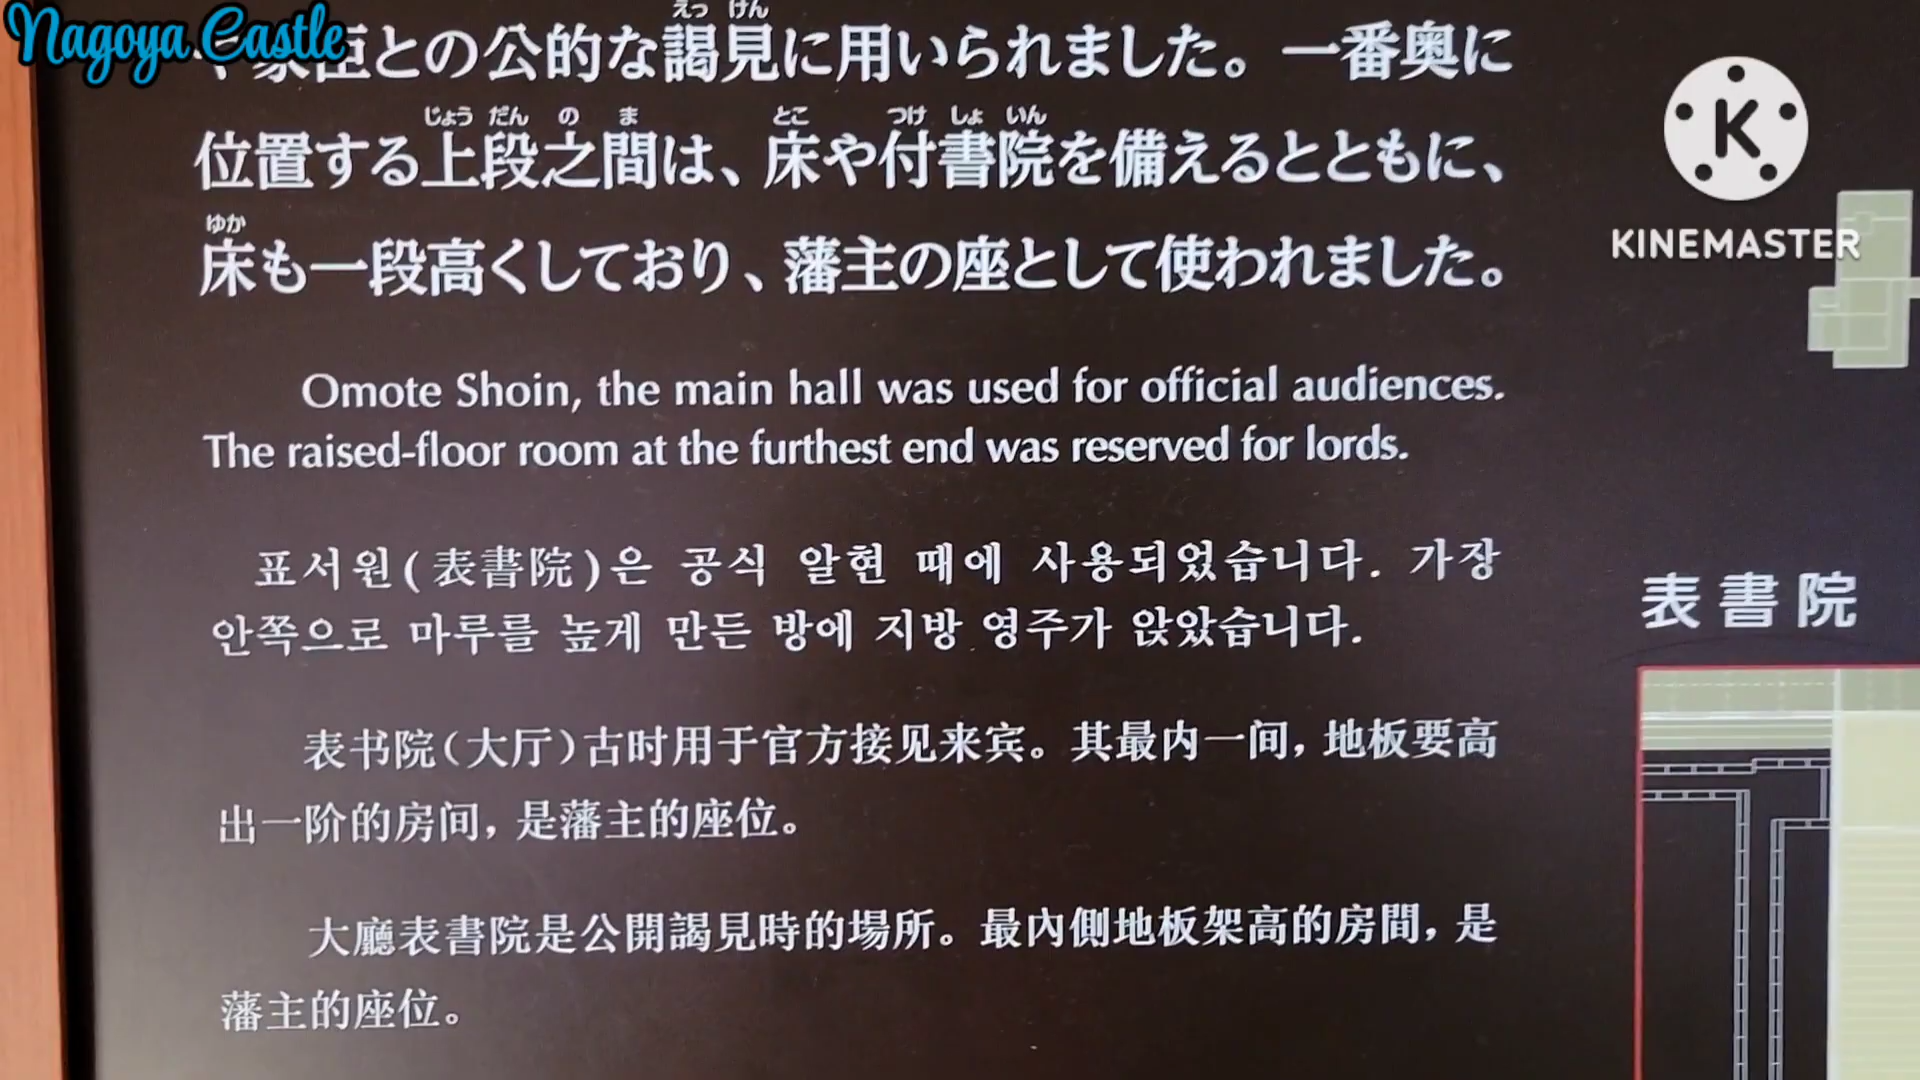 Nagoya Castle
家臣との公的な謁見に用いられました。一番奥に
えっ けん
位置する上段之間は、床や付書院を備えるとともに、
じょう だん の ま とこ つけ しょ いん
床も一段高くしており、藩主の座として使われました。
ゆか
Omote Shoin, the main hall was used for official audiences.
The raised-floor room at the furthest end was reserved for lords.
표서원(表書院)은 공식 알현 때에 사용되었습니다. 가장
안쪽으로 마루를 높게 만든 방에 지방 영주가 앉았습니다.
表书院(大厅)古时用于官方接见来宾。其最内一间,地板要高
出一阶的房间,是藩主的座位。
大廳表書院是公開謁見時的場所。最內側地板架高的房間,是
藩主的座位。
K
KINEMASTER
表書院